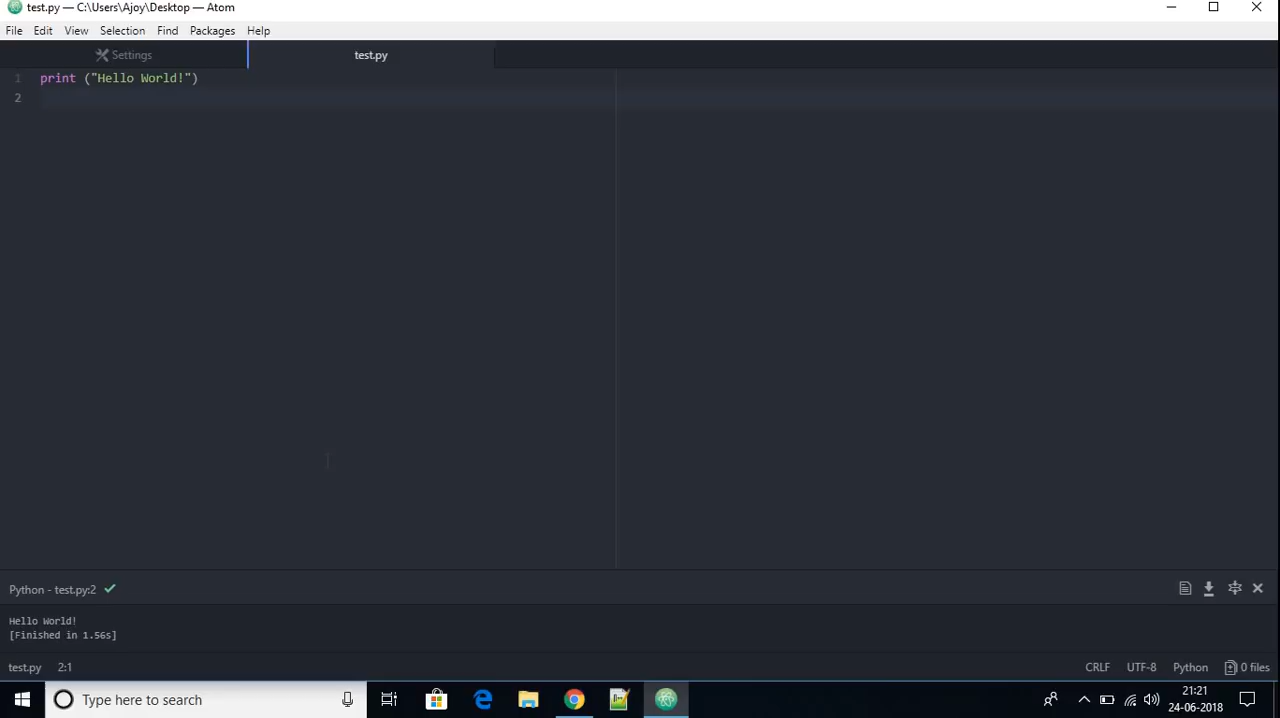 test.py — C:\Users\Ajoy\Desktop — Atom
File Edit View Selection Find Packages Help
Settings test.py
1 print ("Hello World!")
2
Python - test.py:2
Hello World!
[Finished in 1.56s]
test.py 2:1 CRLF UTF-8 Python 0 files
Type here to search
21:21
24-06-2018